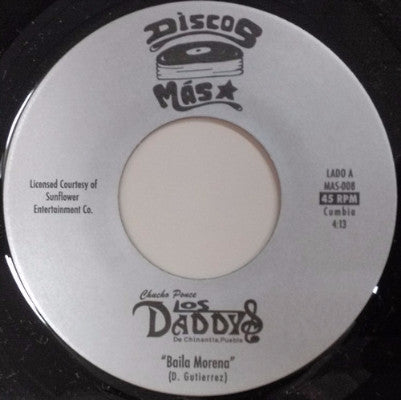 Discos
Más
Licensed Courtesy of
Sunflower
Entertainment Co.
LADO A
MAS-008
45 RPM
Cumbia
4:13
Chucho Ponce
LOS
DADDYS
De Chinantla, Puebla
"Baila Morena"
(D. Gutierrez)